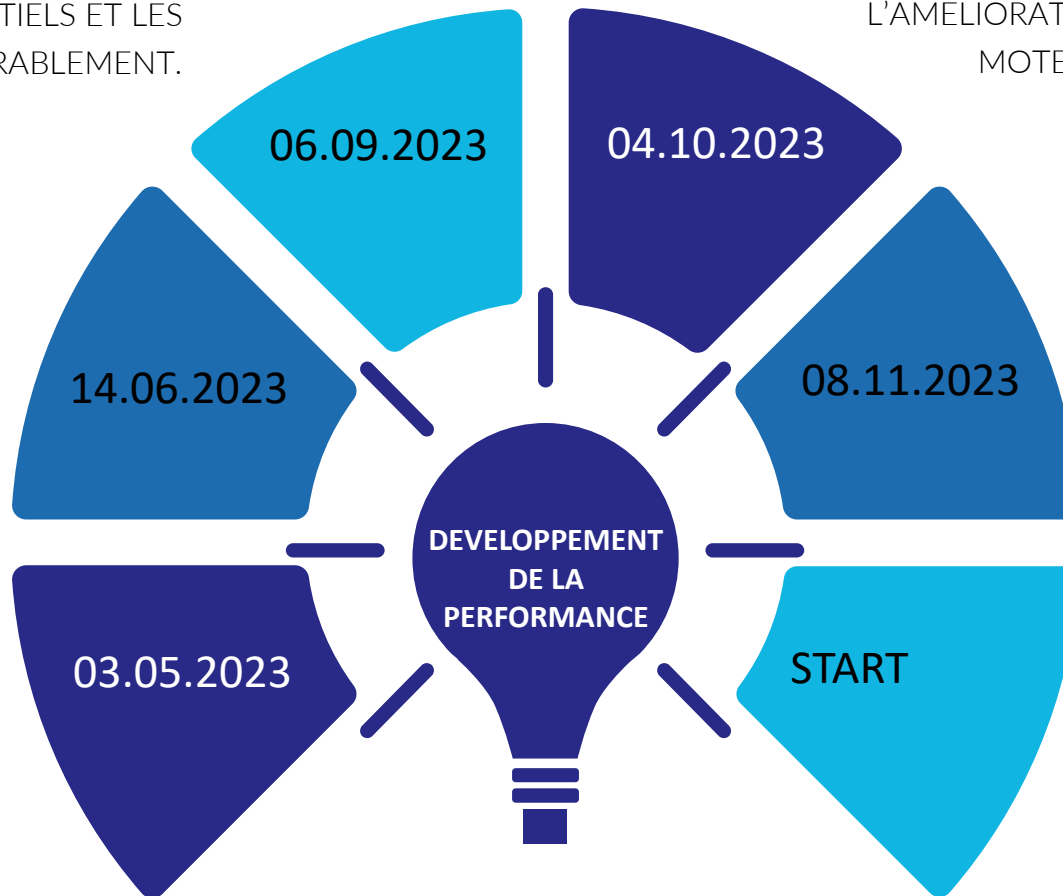 TIELS ET LES
RABLEMENT.
L'AMELIORAT
MOTE
06.09.2023
04.10.2023
14.06.2023
08.11.2023
DEVELOPPEMENT
DE LA
PERFORMANCE
03.05.2023
START